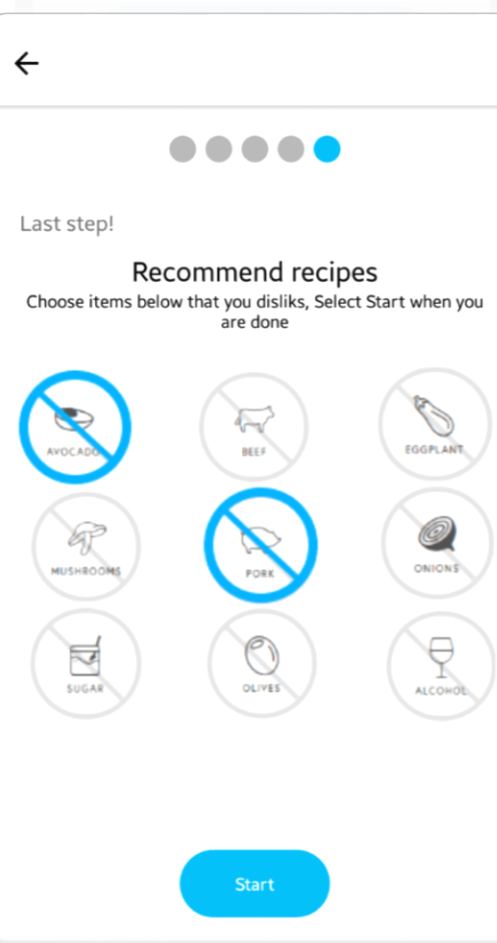 Last step!
Recommend recipes
Choose items below that you disliks, Select Start when you
are done
AVOCADO
BEEF
EGGPLANT
MUSHROOMS
PORK
ONIONS
SUGAR
OLIVES
ALCOHOL
Start